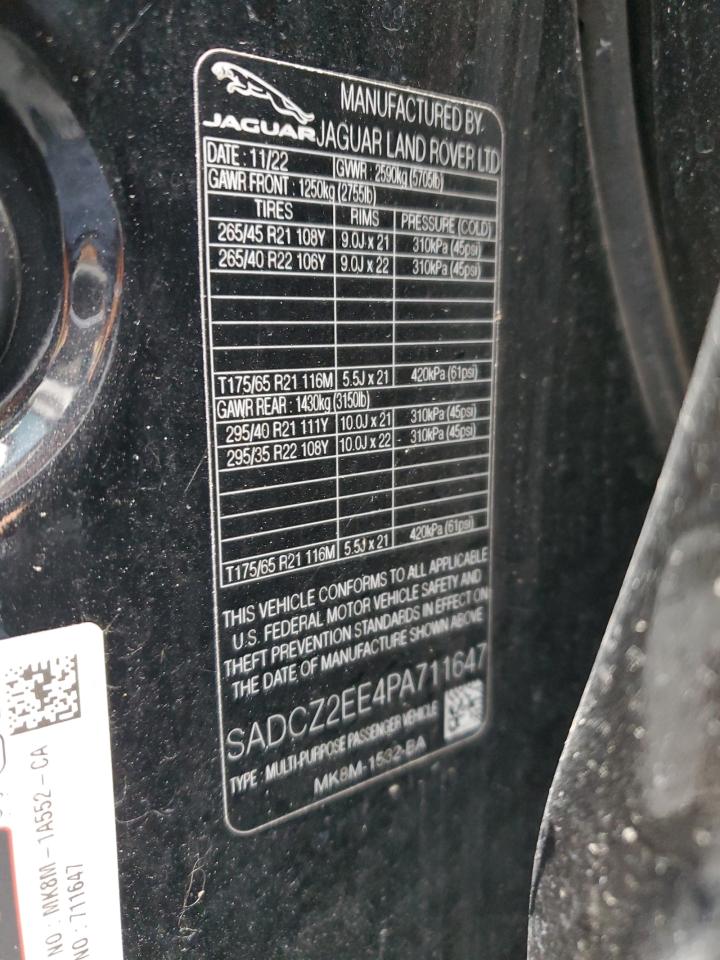 JAGUAR
MANUFACTURED BY
JAGUAR LAND ROVER LTD
DATE : 11/22 GVWR : 2590kg (5705lb)
GAWR FRONT : 1250kg (2755lb)
TIRES RIMS PRESSURE (COLD)
265/45 R21 108Y 9.0J x 21 310kPa (45psi)
265/40 R22 106Y 9.0J x 22 310kPa (45psi)
T175/65 R21 116M 5.5J x 21 420kPa (61psi)
GAWR REAR : 1430kg (3150lb)
295/40 R21 111Y 10.0J x 21 310kPa (45psi)
295/35 R22 108Y 10.0J x 22 310kPa (45psi)
T175/65 R21 116M 5.5J x 21 420kPa (61psi)
THIS VEHICLE CONFORMS TO ALL APPLICABLE
U.S. FEDERAL MOTOR VEHICLE SAFETY AND
THEFT PREVENTION STANDARDS IN EFFECT ON
THE DATE OF MANUFACTURE SHOWN ABOVE
SADCZ2EE4PA711647
TYPE : MULTI-PURPOSE PASSENGER VEHICLE
MK8M-1532-BA
NO : MK8M - 1A552 - CA
NO : 711647